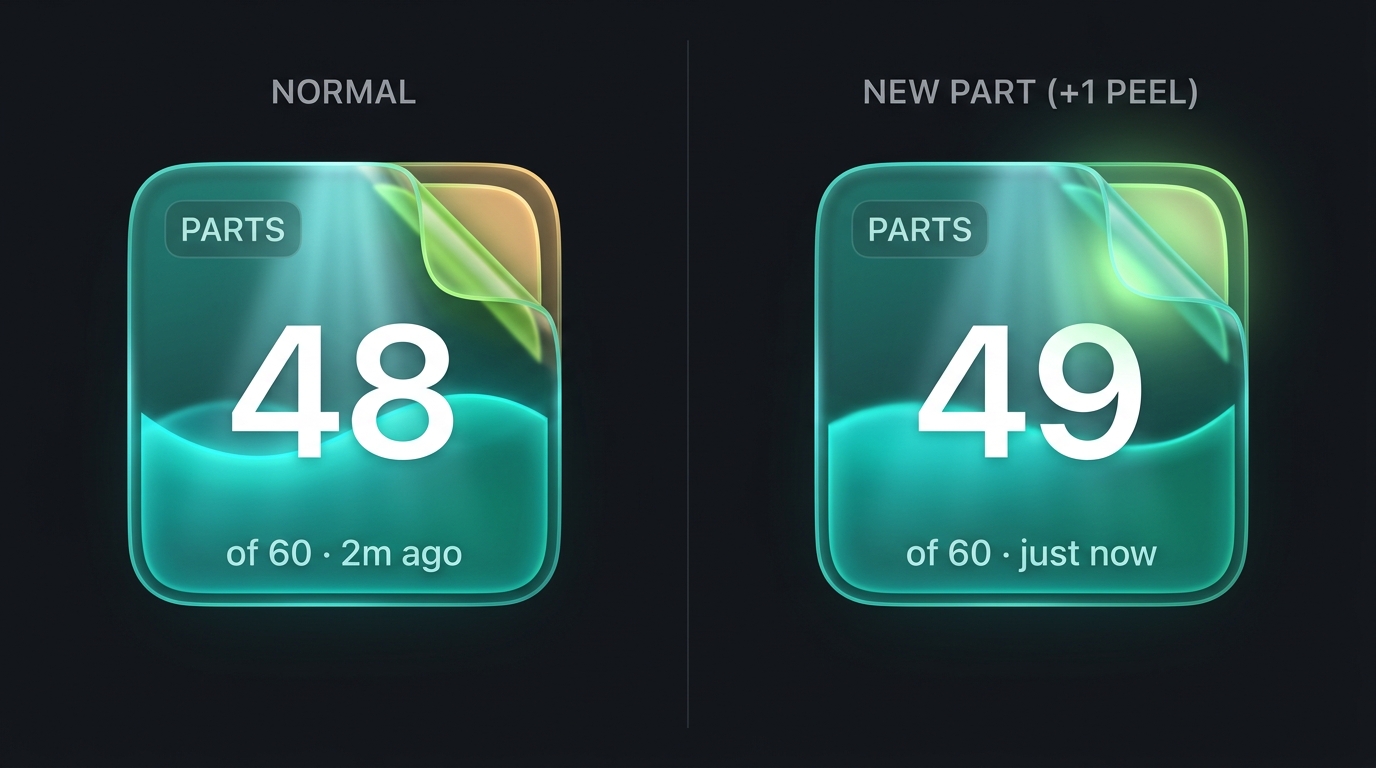 NORMAL
PARTS
48
of 60 · 2m ago
NEW PART (+1 PEEL)
PARTS
49
of 60 · just now